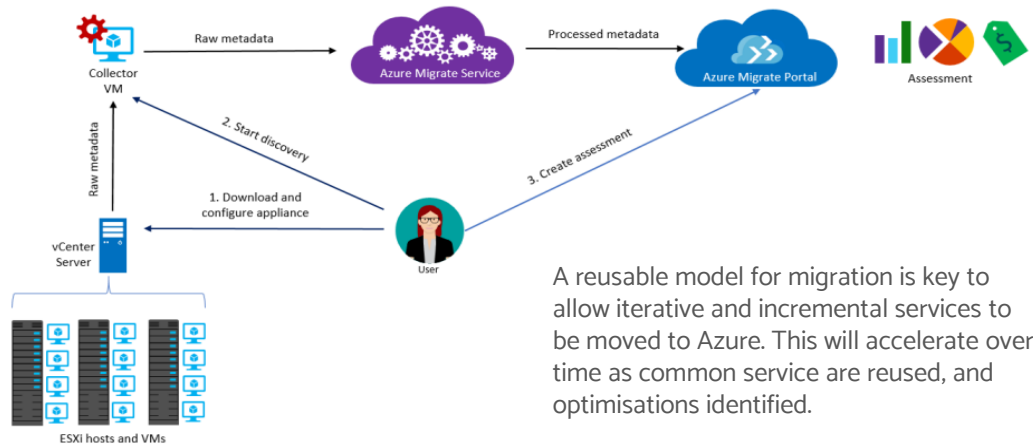 Raw metadata
Processed metadata
Azure Migrate Service
Azure Migrate Portal
Assessment
Collector
VM
2. Start discovery
3. Create assessment
Raw metadata
1. Download and
configure appliance
vCenter
Server
User
A reusable model for migration is key to
allow iterative and incremental services to
be moved to Azure. This will accelerate over
time as common service are reused, and
optimisations identified.
ESXi hosts and VMs